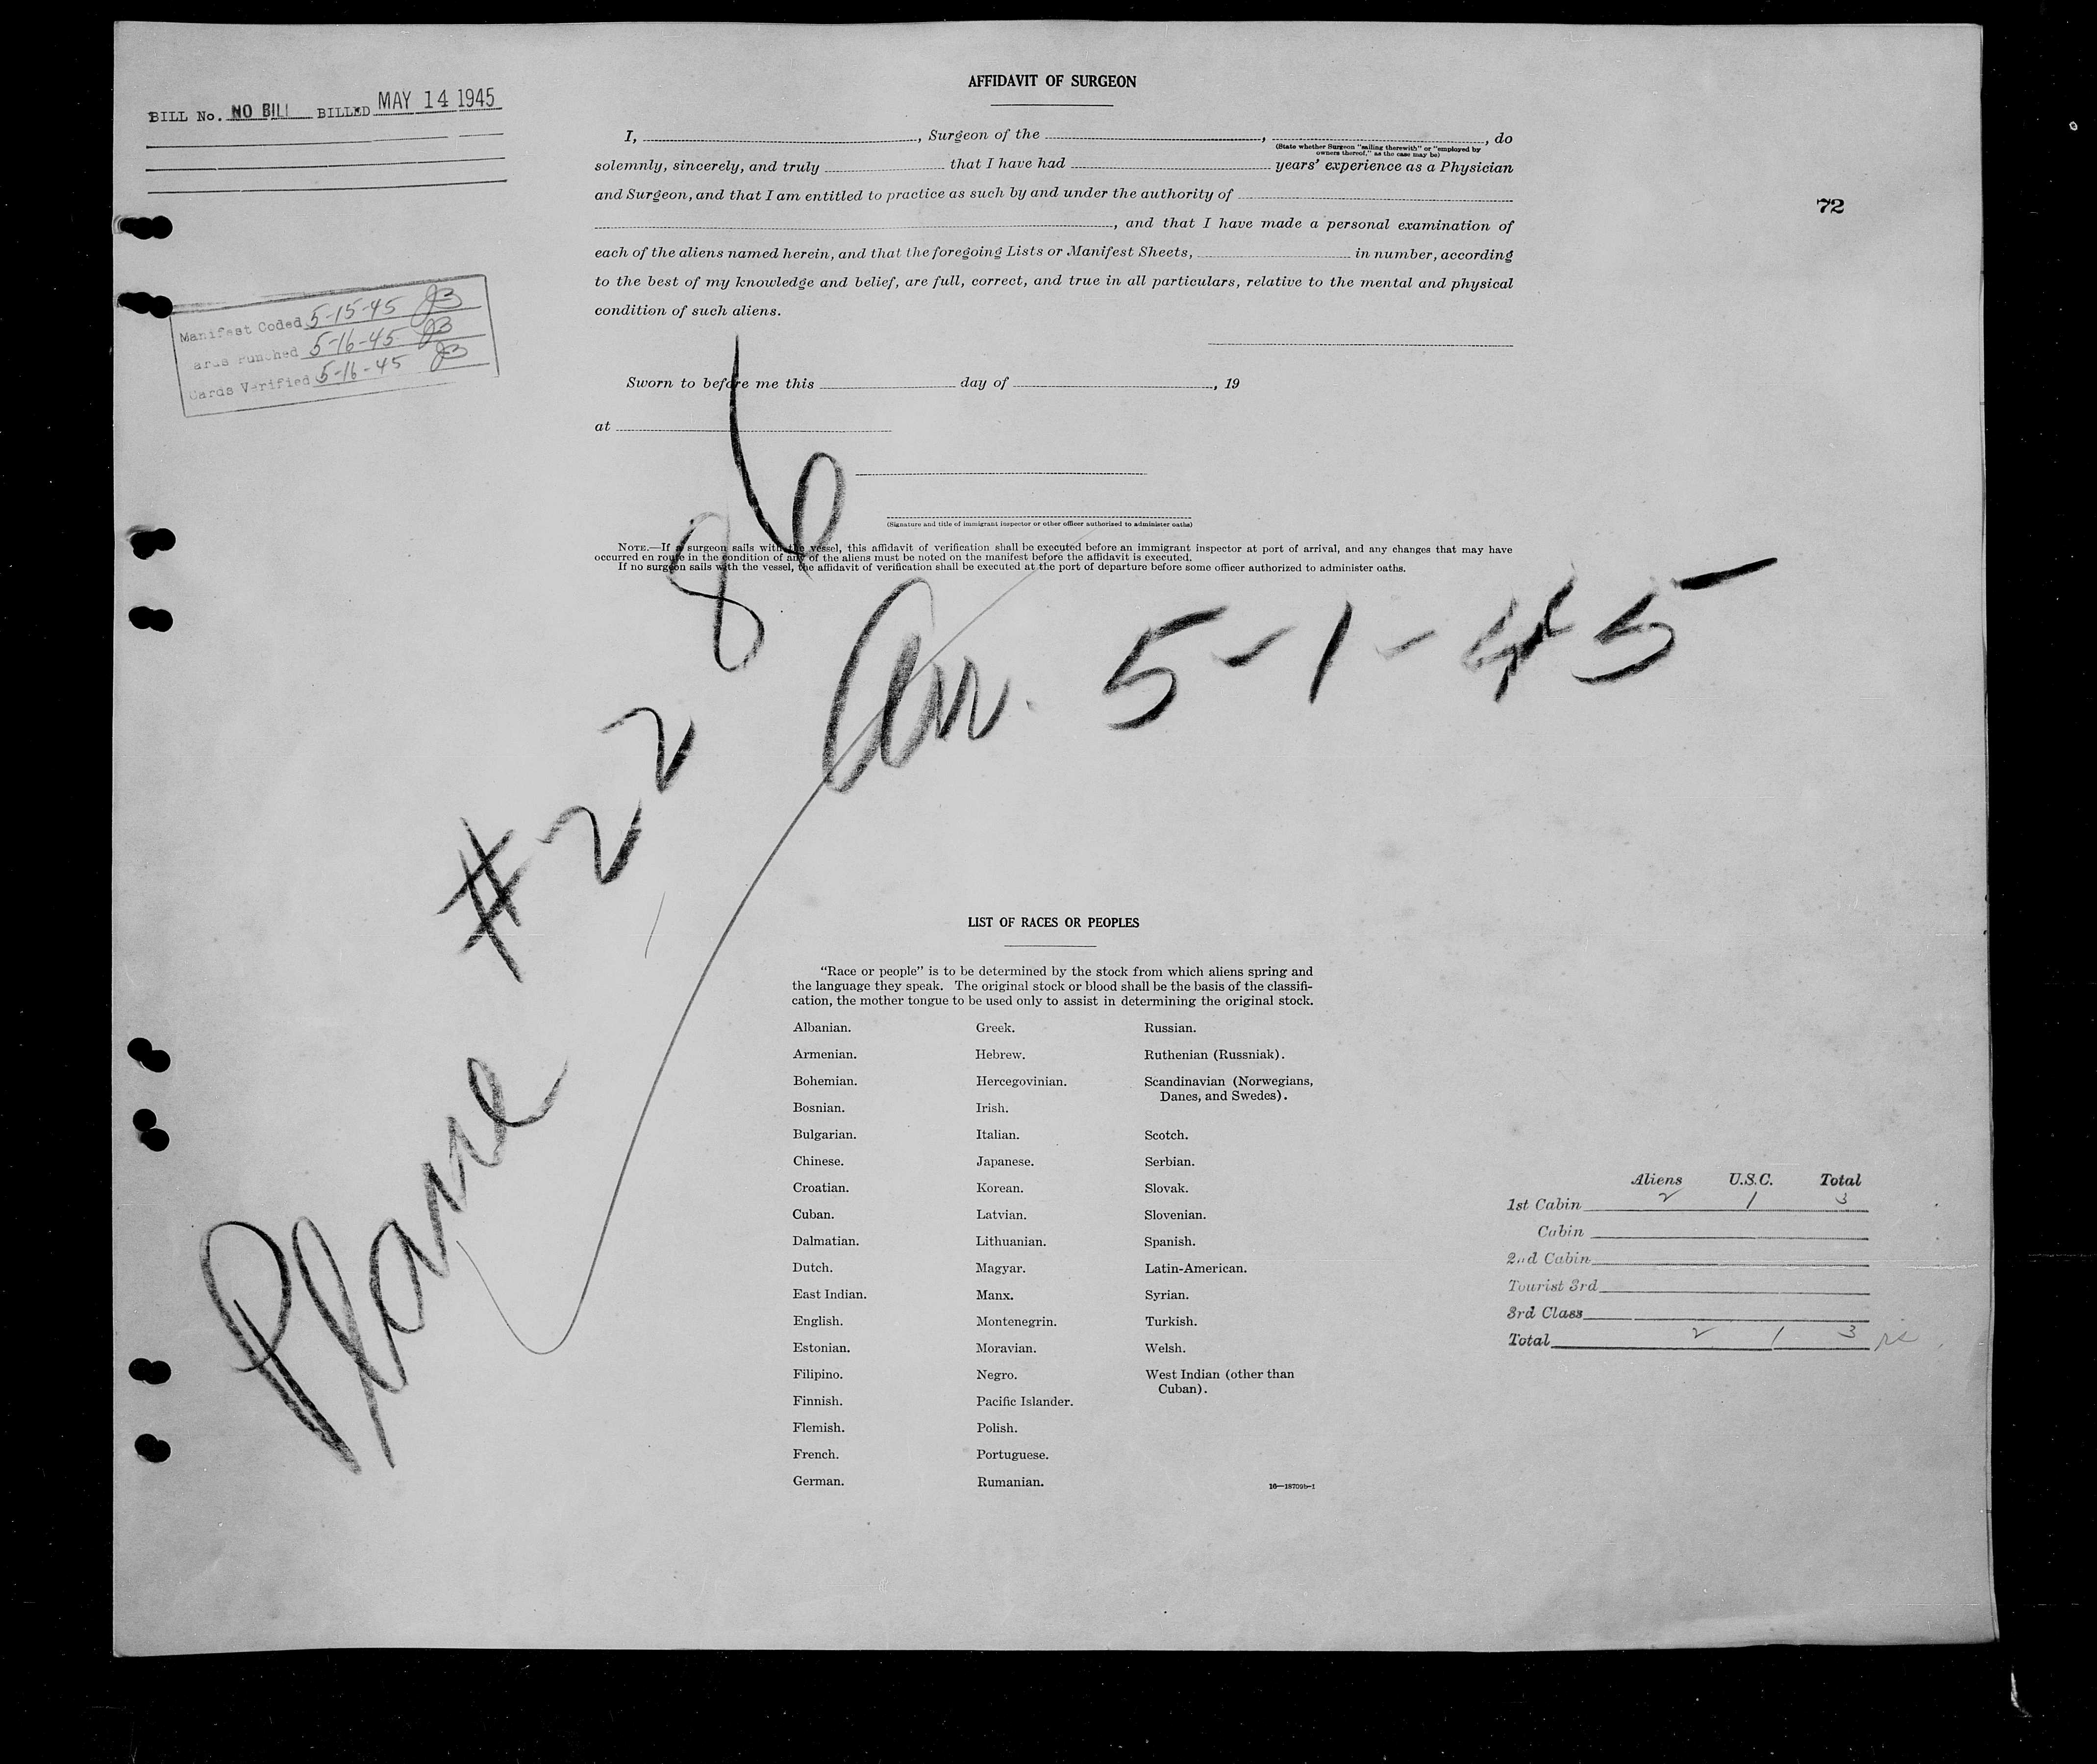 BILL No. NO BILL BILLED MAY 14 1945
72
Manifest Coded 5-15-45 JB
ards Punched 5-16-45 JB
Cards Verified 5-16-45 JB
AFFIDAVIT OF SURGEON
I, , Surgeon of the , , do
(State whether Surgeon "sailing therewith" or "employed by
owners thereof," as the case may be)
solemnly, sincerely, and truly that I have had years' experience as a Physician
and Surgeon, and that I am entitled to practice as such by and under the authority of
, and that I have made a personal examination of
each of the aliens named herein, and that the foregoing Lists or Manifest Sheets, in number, according
to the best of my knowledge and belief, are full, correct, and true in all particulars, relative to the mental and physical
condition of such aliens.
Sworn to before me this day of , 19
at
(Signature and title of immigrant inspector or other officer authorized to administer oaths)
NOTE.—If a surgeon sails with the vessel, this affidavit of verification shall be executed before an immigrant inspector at port of arrival, and any changes that may have
occurred en route in the condition of any of the aliens must be noted on the manifest before the affidavit is executed.
If no surgeon sails with the vessel, the affidavit of verification shall be executed at the port of departure before some officer authorized to administer oaths.
Plane #2286
Arr. 5-1-45
LIST OF RACES OR PEOPLES
"Race or people" is to be determined by the stock from which aliens spring and
the language they speak. The original stock or blood shall be the basis of the classifi-
cation, the mother tongue to be used only to assist in determining the original stock.
Albanian. Greek. Russian.
Armenian. Hebrew. Ruthenian (Russniak).
Bohemian. Hercegovinian. Scandinavian (Norwegians,
Danes, and Swedes).
Bosnian. Irish.
Bulgarian. Italian. Scotch.
Chinese. Japanese. Serbian.
Croatian. Korean. Slovak.
Cuban. Latvian. Slovenian.
Dalmatian. Lithuanian. Spanish.
Dutch. Magyar. Latin-American.
East Indian. Manx. Syrian.
English. Montenegrin. Turkish.
Estonian. Moravian. Welsh.
Filipino. Negro. West Indian (other than
Cuban).
Finnish. Pacific Islander.
Flemish. Polish.
French. Portuguese.
German. Rumanian.
16—18709b-1
Aliens U.S.C. Total
1st Cabin 2 1 3
Cabin
2nd Cabin
Tourist 3rd
3rd Class
Total 2 1 3